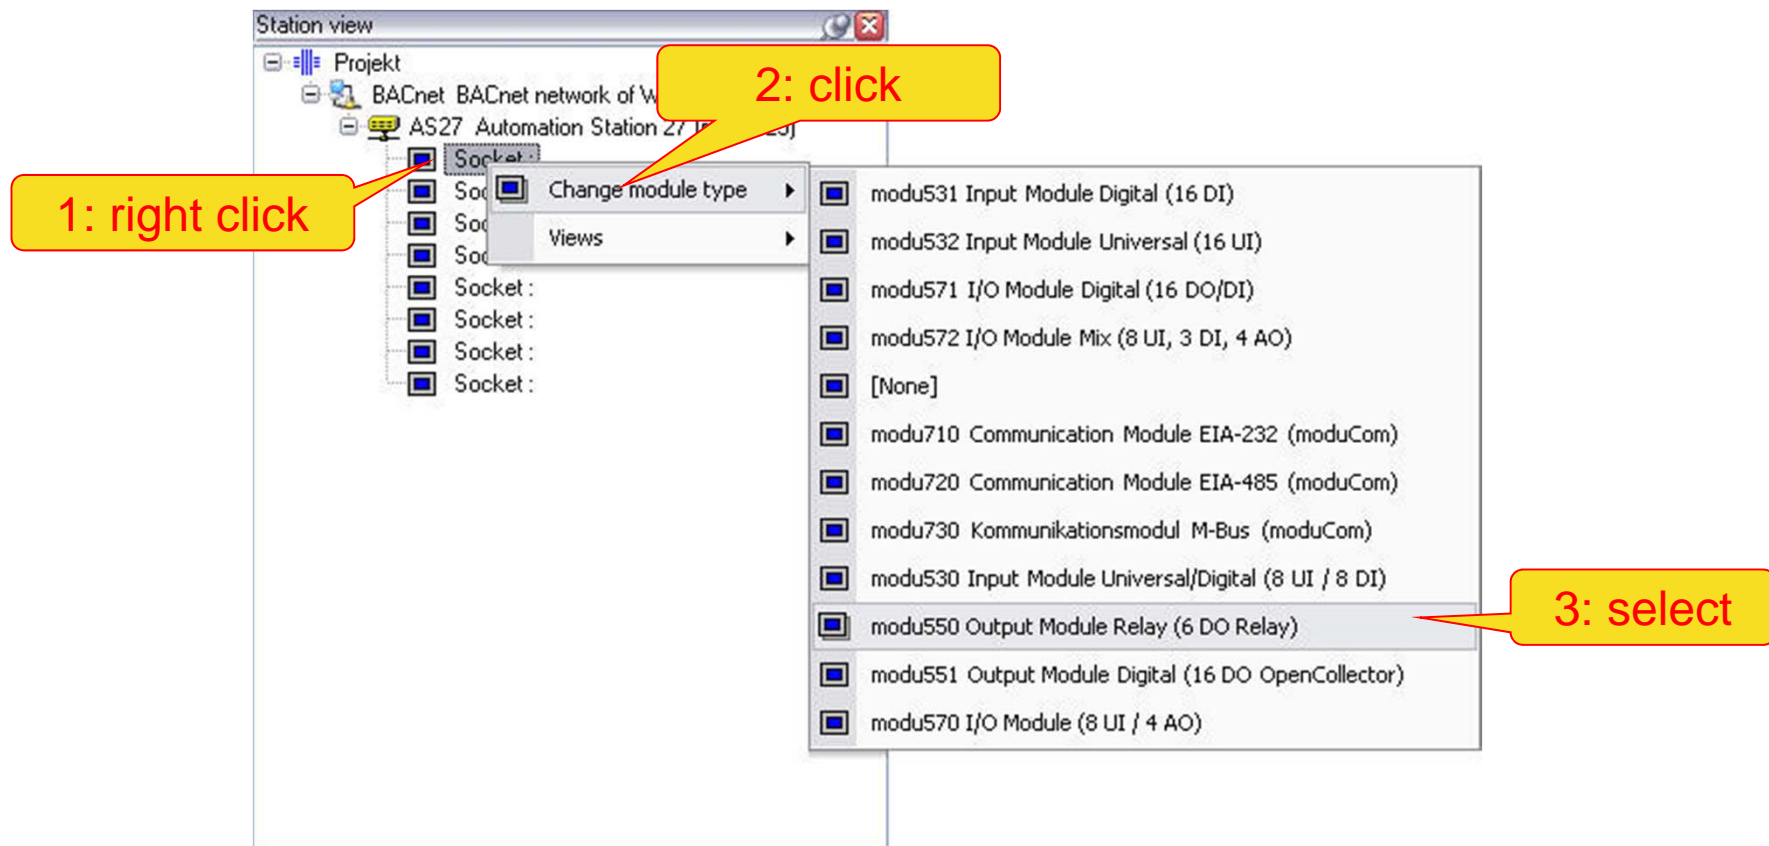 Station view
Projekt
2: click
BACnet BACnet network of W
AS27 Automation Station 27
Socket :
1: right click
Soc
Change module type
Soc
Views
Soc
Socket :
Socket :
Socket :
Socket :
modu531 Input Module Digital (16 DI)
modu532 Input Module Universal (16 UI)
modu571 I/O Module Digital (16 DO/DI)
modu572 I/O Module Mix (8 UI, 3 DI, 4 AO)
[None]
modu710 Communication Module EIA-232 (moduCom)
modu720 Communication Module EIA-485 (moduCom)
modu730 Kommunikationsmodul M-Bus (moduCom)
modu530 Input Module Universal/Digital (8 UI / 8 DI)
modu550 Output Module Relay (6 DO Relay)
3: select
modu551 Output Module Digital (16 DO OpenCollector)
modu570 I/O Module (8 UI / 4 AO)